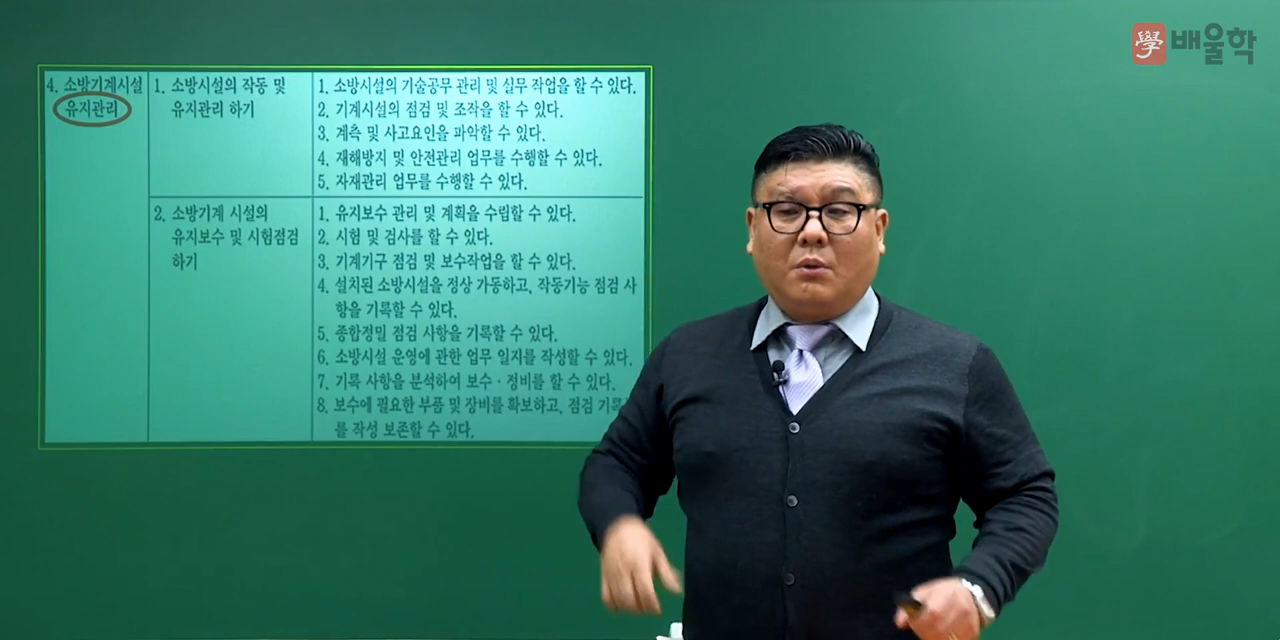 學 배울학
4. 소방기계시설
유지관리
1. 소방시설의 작동 및
유지관리 하기
1. 소방시설의 기술공무 관리 및 실무 작업을 할 수 있다.
2. 기계시설의 점검 및 조작을 할 수 있다.
3. 계측 및 사고요인을 파악할 수 있다.
4. 재해방지 및 안전관리 업무를 수행할 수 있다.
5. 자재관리 업무를 수행할 수 있다.
2. 소방기계 시설의
유지보수 및 시험점검
하기
1. 유지보수 관리 및 계획을 수립할 수 있다.
2. 시험 및 검사를 할 수 있다.
3. 기계기구 점검 및 보수작업을 할 수 있다.
4. 설치된 소방시설을 정상 가동하고, 작동기능 점검 사
항을 기록할 수 있다.
5. 종합정밀 점검 사항을 기록할 수 있다.
6. 소방시설 운영에 관한 업무 일지를 작성할 수 있다.
7. 기록 사항을 분석하여 보수 · 정비를 할 수 있다.
8. 보수에 필요한 부품 및 장비를 확보하고, 점검 기록
를 작성 보존할 수 있다.